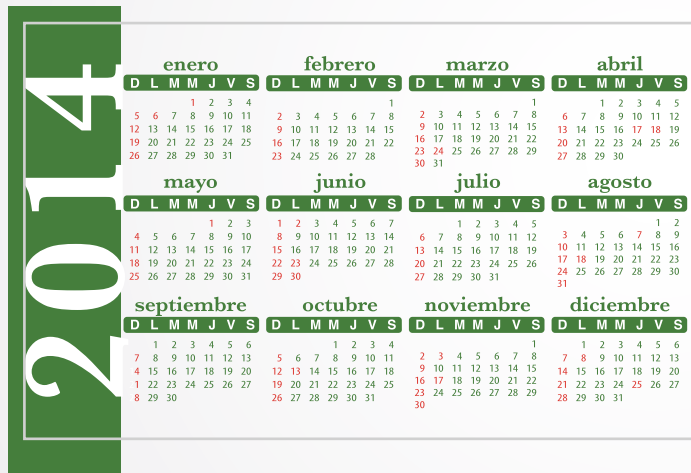 2014
enero
D L M M J V S
1 2 3 4
5 6 7 8 9 10 11
12 13 14 15 16 17 18
19 20 21 22 23 24 25
26 27 28 29 30 31
febrero
D L M M J V S
1
2 3 4 5 6 7 8
9 10 11 12 13 14 15
16 17 18 19 20 21 22
23 24 25 26 27 28
marzo
D L M M J V S
1
2 3 4 5 6 7 8
9 10 11 12 13 14 15
16 17 18 19 20 21 22
23 24 25 26 27 28 29
30 31
abril
D L M M J V S
1 2 3 4 5
6 7 8 9 10 11 12
13 14 15 16 17 18 19
20 21 22 23 24 25 26
27 28 29 30
mayo
D L M M J V S
1 2 3
4 5 6 7 8 9 10
11 12 13 14 15 16 17
18 19 20 21 22 23 24
25 26 27 28 29 30 31
junio
D L M M J V S
1 2 3 4 5 6 7
8 9 10 11 12 13 14
15 16 17 18 19 20 21
22 23 24 25 26 27 28
29 30
julio
D L M M J V S
1 2 3 4 5
6 7 8 9 10 11 12
13 14 15 16 17 18 19
20 21 22 23 24 25 26
27 28 29 30 31
agosto
D L M M J V S
1 2
3 4 5 6 7 8 9
10 11 12 13 14 15 16
17 18 19 20 21 22 23
24 25 26 27 28 29 30
31
septiembre
D L M M J V S
1 2 3 4 5 6
7 8 9 10 11 12 13
4 15 16 17 18 19 20
1 22 23 24 25 26 27
8 29 30
octubre
D L M M J V S
1 2 3 4
5 6 7 8 9 10 11
12 13 14 15 16 17 18
19 20 21 22 23 24 25
26 27 28 29 30 31
noviembre
D L M M J V S
1
2 3 4 5 6 7 8
9 10 11 12 13 14 15
16 17 18 19 20 21 22
23 24 25 26 27 28 29
30
diciembre
D L M M J V S
1 2 3 4 5 6
7 8 9 10 11 12 13
14 15 16 17 18 19 20
21 22 23 24 25 26 27
28 29 30 31